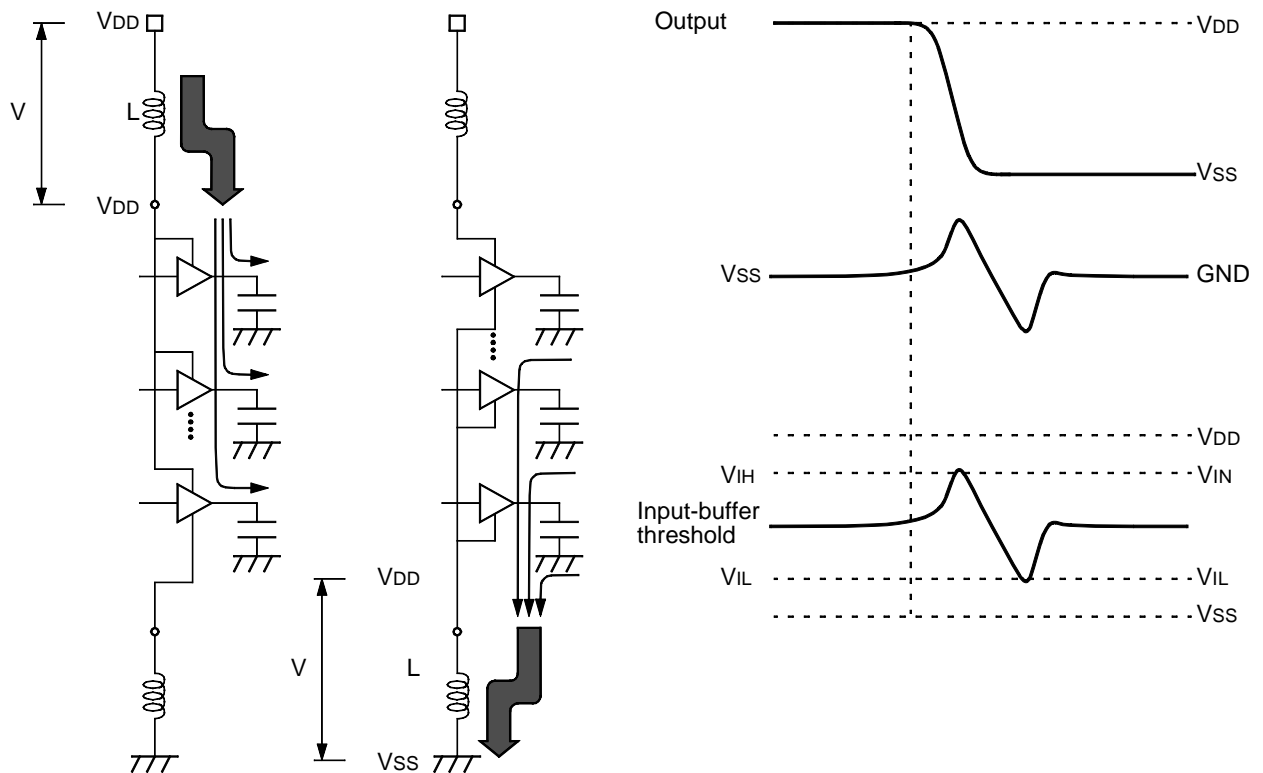 VDD
V
L
VDD
VDD
V
L
VSS
Output
VDD
VSS
VSS
GND
VDD
VIH
VIN
Input-buffer
threshold
VIL
VIL
VSS